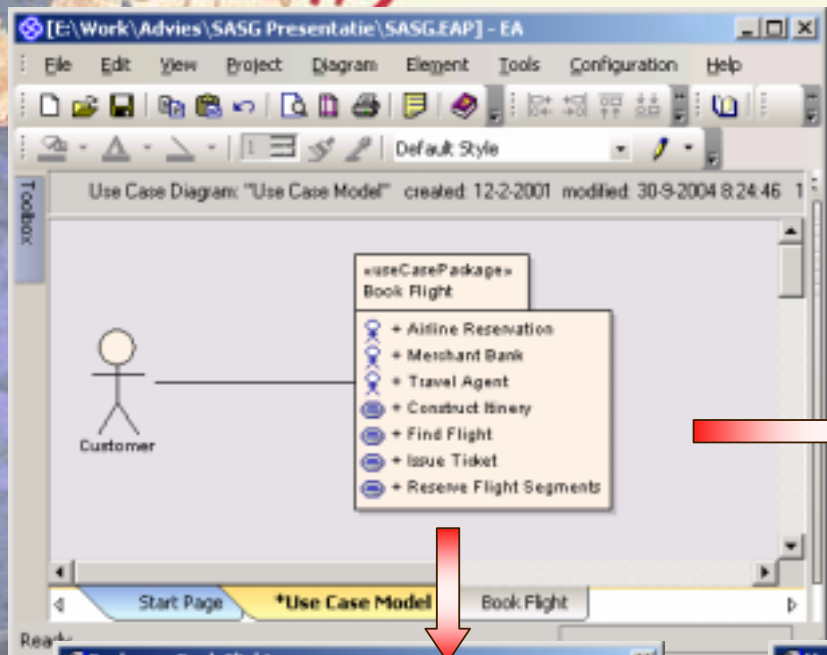 [E:\Work\Advies\SASG Presentatie\SASG.EAP] - EA
File Edit View Project Diagram Element Tools Configuration Help
Default Style
Toolbox
Use Case Diagram: "Use Case Model" created: 12-2-2001 modified: 30-9-2004 8:24:46 1
«useCasePackage»
Book Flight
+ Airline Reservation
+ Merchant Bank
+ Travel Agent
+ Construct Itinery
+ Find Flight
+ Issue Ticket
+ Reserve Flight Segments
Customer
Start Page *Use Case Model Book Flight